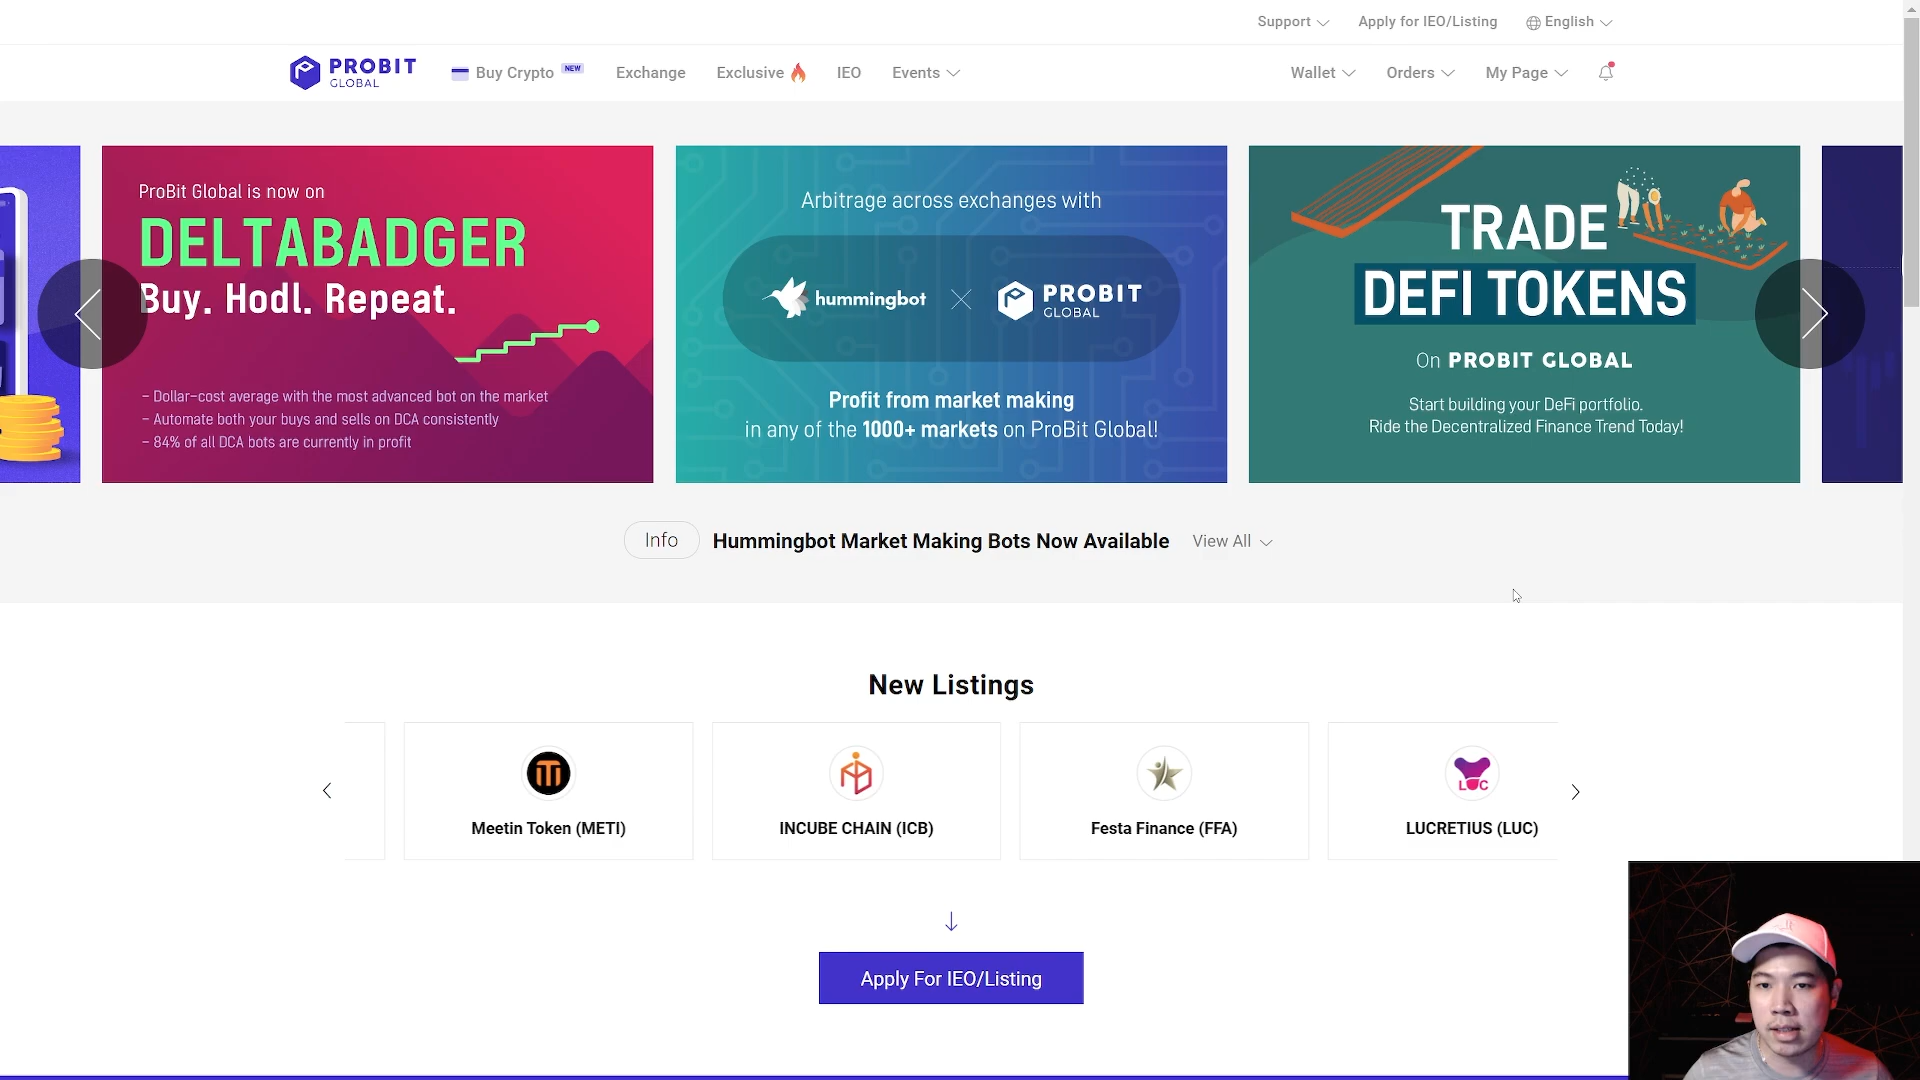 Support
Apply for IEO/Listing
English
PROBIT
GLOBAL
Buy Crypto NEW
Exchange
Exclusive
IEO
Events
Wallet
Orders
My Page
ProBit Global is now on
DELTABADGER
Buy. Hodl. Repeat.
- Dollar-cost average with the most advanced bot on the market
- Automate both your buys and sells on DCA consistently
- 84% of all DCA bots are currently in profit
Arbitrage across exchanges with
hummingbot
PROBIT
GLOBAL
Profit from market making
in any of the 1000+ markets on ProBit Global!
TRADE
DEFI TOKENS
On PROBIT GLOBAL
Start building your DeFi portfolio.
Ride the Decentralized Finance Trend Today!
Info
Hummingbot Market Making Bots Now Available
View All
New Listings
Meetin Token (METI)
INCUBE CHAIN (ICB)
Festa Finance (FFA)
LUC
LUCRETIUS (LUC)
Apply For IEO/Listing